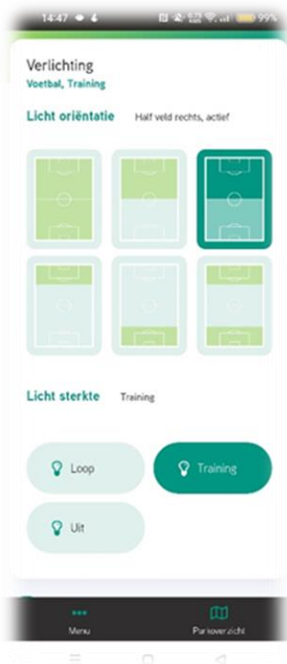 14:47
99%
Verlichting
Voetbal, Training
Licht oriëntatie Half veld rechts, actief
Licht sterkte Training
Loop Training
Uit
Menu Parkoverzicht